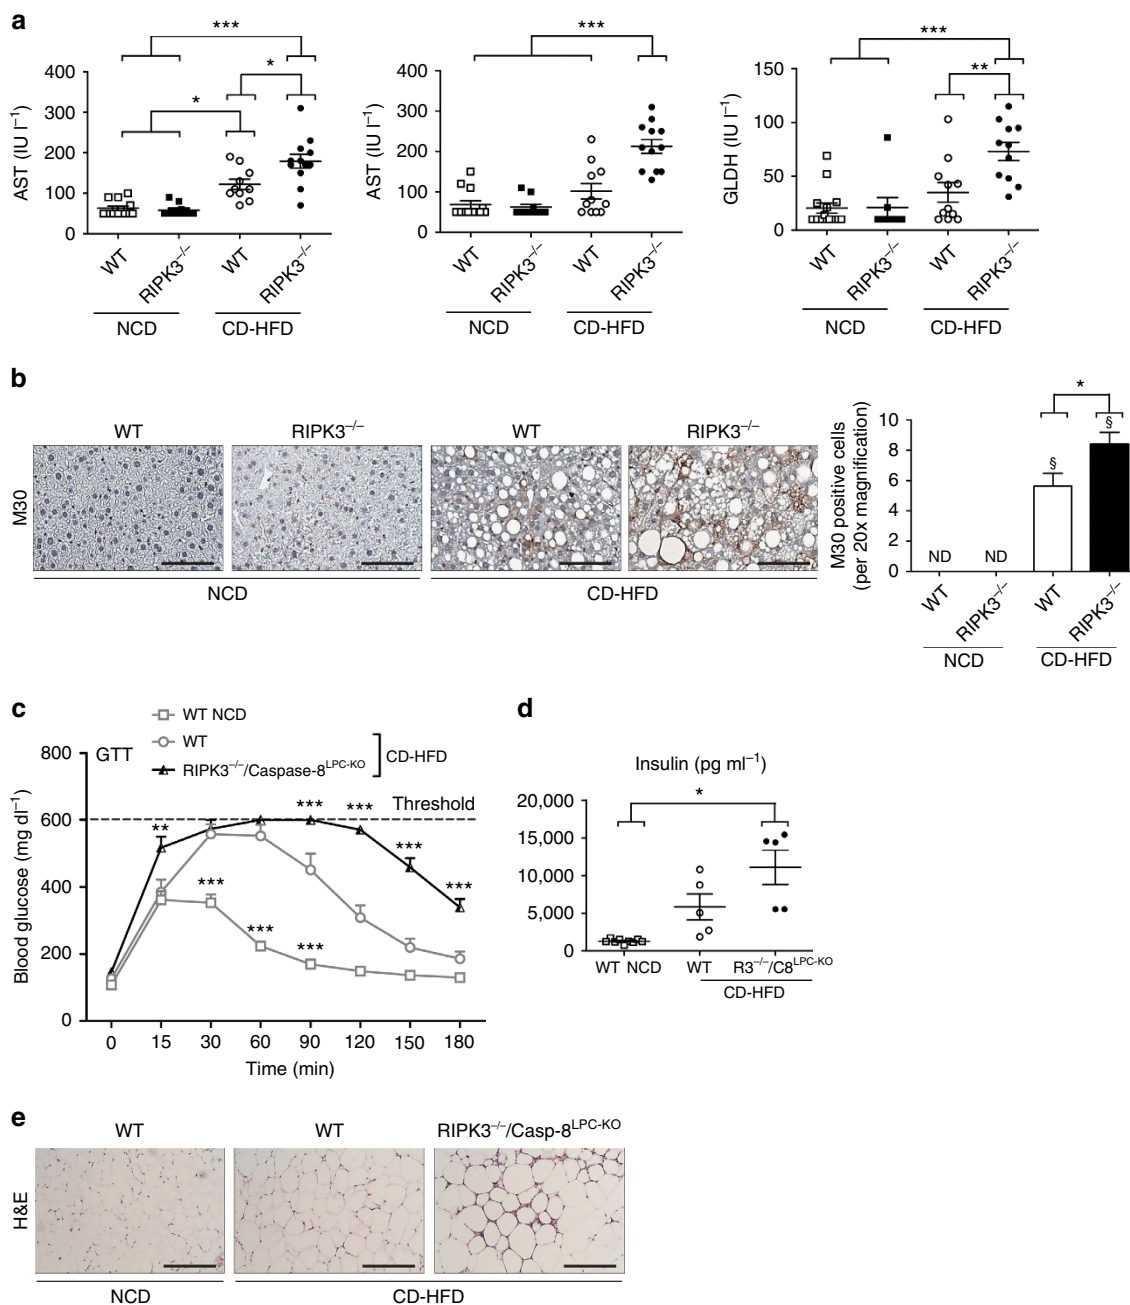 a
*** *** ***
* **
*
AST (IU l⁻¹)
400
300
200
100
0
WT RIPK3⁻/⁻ WT RIPK3⁻/⁻
NCD CD-HFD
AST (IU l⁻¹)
400
300
200
100
0
WT RIPK3⁻/⁻ WT RIPK3⁻/⁻
NCD CD-HFD
GLDH (IU l⁻¹)
150
100
50
0
WT RIPK3⁻/⁻ WT RIPK3⁻/⁻
NCD CD-HFD
b
WT RIPK3⁻/⁻ WT RIPK3⁻/⁻
M30
NCD CD-HFD
M30 positive cells
(per 20x magnification)
10
8
6
4
2
0
*
§ §
ND ND
WT RIPK3⁻/⁻ WT RIPK3⁻/⁻
NCD CD-HFD
c
WT NCD
WT
RIPK3⁻/⁻/Caspase-8LPC-KO
CD-HFD
GTT
Threshold
Blood glucose (mg dl⁻¹)
800
600
400
200
0
** *** *** *** ***
*** *** ***
0 15 30 60 90 120 150 180
Time (min)
d
Insulin (pg ml⁻¹)
*
20,000
15,000
10,000
5,000
0
WT NCD WT R3⁻/⁻/C8LPC-KO
CD-HFD
e
WT WT RIPK3⁻/⁻/Casp-8LPC-KO
H&E
NCD CD-HFD